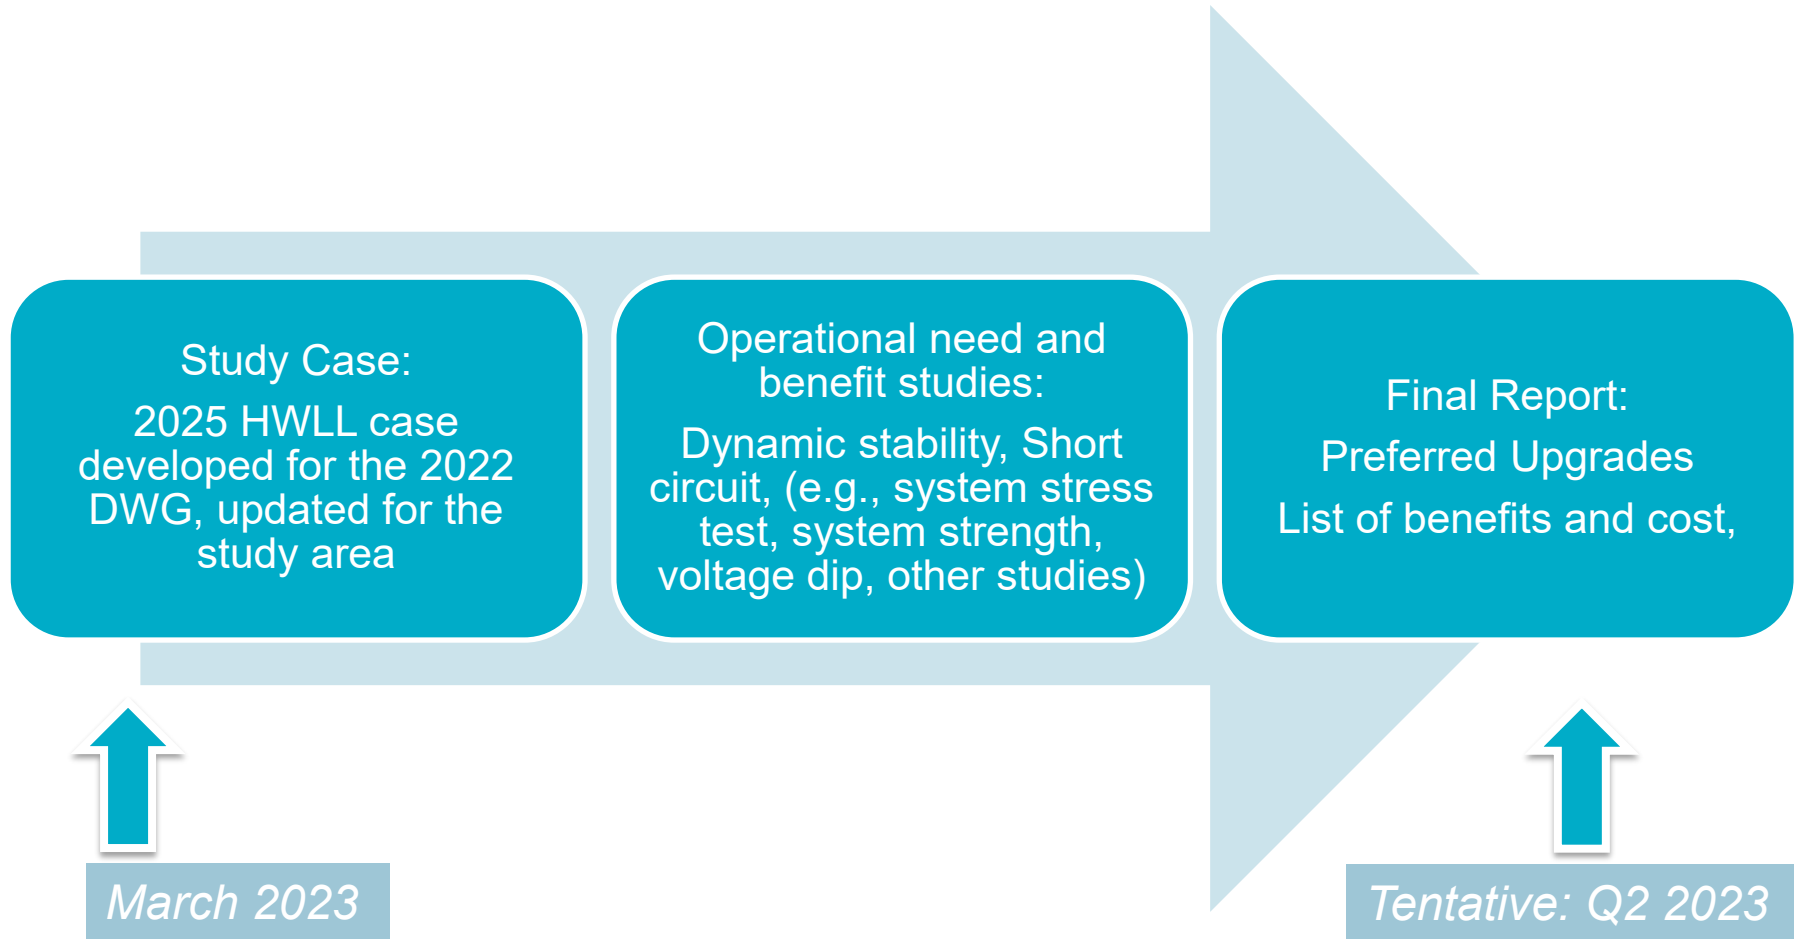 Study Case:
2025 HWLL case
developed for the 2022
DWG, updated for the
study area
Operational need and
benefit studies:
Dynamic stability, Short
circuit, (e.g., system stress
test, system strength,
voltage dip, other studies)
Final Report:
Preferred Upgrades
List of benefits and cost,
March 2023
Tentative: Q2 2023